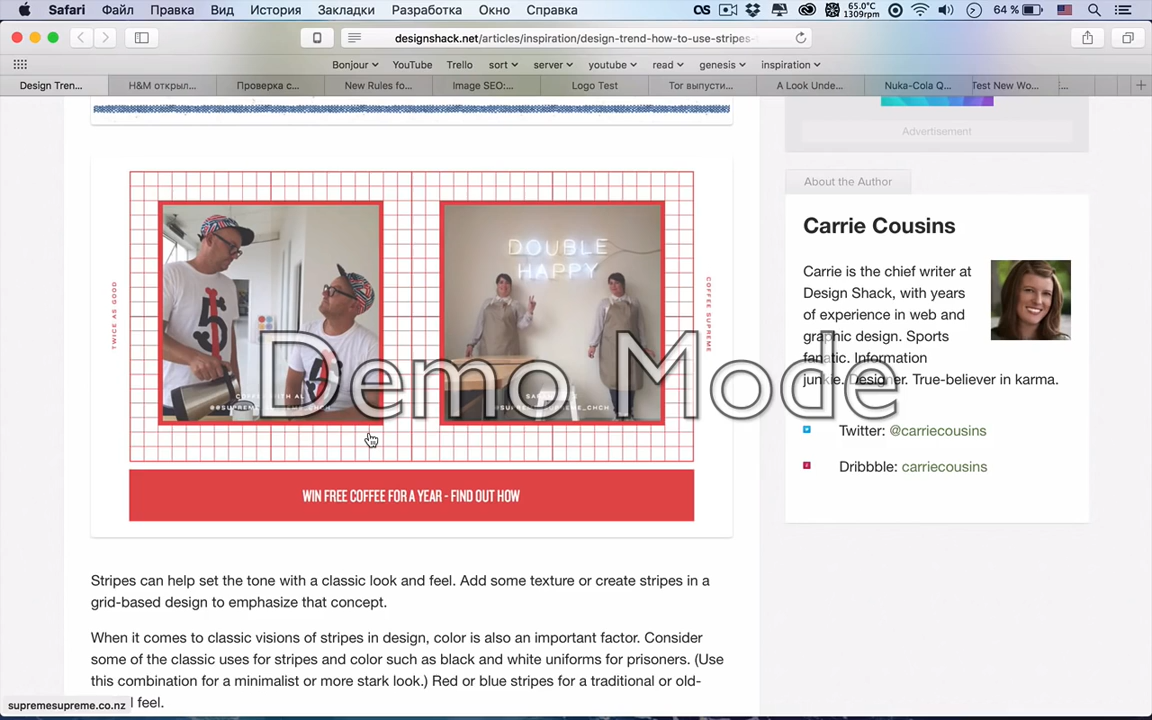 Safari Файл Правка Вид История Закладки Разработка Окно Справка
65.0°C
1309rpm
64 %
designshack.net/articles/inspiration/design-trend-how-to-use-stripes-
Bonjour YouTube Trello sort server youtube read genesis inspiration
Design Tren... H&M открыл... Проверка с... New Rules fo... Image SEO:... Logo Test Tor выпусти... A Look Unde... Nuka-Cola Q... Test New Wo...
Advertisement
About the Author
Carrie Cousins
Carrie is the chief writer at
Design Shack, with years
of experience in web and
graphic design. Sports
fanatic. Information
junkie. Designer. True-believer in karma.
Twitter: @carriecousins
Dribbble: carriecousins
TWICE AS GOOD
DOUBLE
HAPPY
COFFEE SUPREME
5
Demo Mode
WIN FREE COFFEE FOR A YEAR - FIND OUT HOW
Stripes can help set the tone with a classic look and feel. Add some texture or create stripes in a
grid-based design to emphasize that concept.
When it comes to classic visions of stripes in design, color is also an important factor. Consider
some of the classic uses for stripes and color such as black and white uniforms for prisoners. (Use
this combination for a minimalist or more stark look.) Red or blue stripes for a traditional or old-
feel.
supremesupreme.co.nz